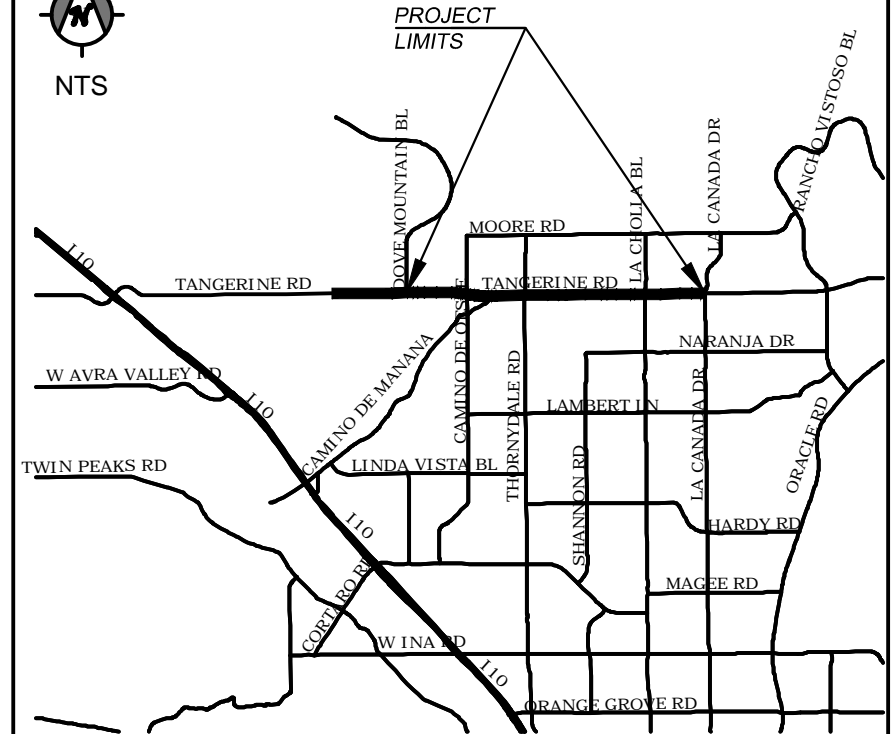 N
NTS
PROJECT
LIMITS
DOVE MOUNTAIN BL
LA CHOLLA BL
LA CANADA DR
RANCHO VISTOSO BL
MOORE RD
I10
TANGERINE RD
TANGERINE RD
CAMINO DE OESTE
NARANJA DR
W AVRA VALLEY RD
I10
CAMINO DE MANANA
THORNYDALE RD
LAMBERT LN
LA CANADA DR
ORACLE RD
TWIN PEAKS RD
LINDA VISTA BL
SHANNON RD
I10
HARDY RD
CORTARO RD
MAGEE RD
W INA RD
I10
ORANGE GROVE RD